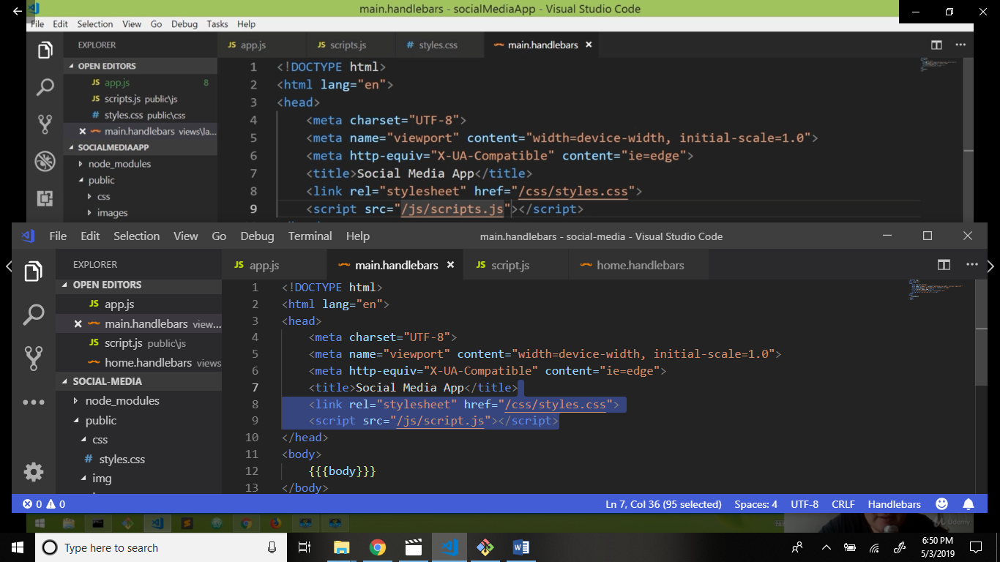 main.handlebars - socialMediaApp - Visual Studio Code
File Edit Selection View Go Debug Tasks Help
EXPLORER
JS app.js JS scripts.js # styles.css main.handlebars ×
OPEN EDITORS
JS app.js 8
JS scripts.js public\js
# styles.css public\css
× main.handlebars views\la...
SOCIALMEDIAAPP
node_modules
public
css
images
1 <!DOCTYPE html>
2 <html lang="en">
3 <head>
4 <meta charset="UTF-8">
5 <meta name="viewport" content="width=device-width, initial-scale=1.0">
6 <meta http-equiv="X-UA-Compatible" content="ie=edge">
7 <title>Social Media App</title>
8 <link rel="stylesheet" href="/css/styles.css">
9 <script src="/js/scripts.js"></script>
File Edit Selection View Go Debug Terminal Help
main.handlebars - social-media - Visual Studio Code
EXPLORER
JS app.js main.handlebars × JS script.js home.handlebars
OPEN EDITORS
JS app.js
× main.handlebars view...
JS script.js public\js
home.handlebars views
SOCIAL-MEDIA
node_modules
public
css
# styles.css
img
1 <!DOCTYPE html>
2 <html lang="en">
3 <head>
4 <meta charset="UTF-8">
5 <meta name="viewport" content="width=device-width, initial-scale=1.0">
6 <meta http-equiv="X-UA-Compatible" content="ie=edge">
7 <title>Social Media App</title>
8 <link rel="stylesheet" href="/css/styles.css">
9 <script src="/js/script.js"></script>
10 </head>
11 <body>
12 {{{body}}}
13 </body>
0 0
Ln 7, Col 36 (95 selected) Spaces: 4 UTF-8 CRLF Handlebars
Udemy
Type here to search
6:50 PM
5/3/2019